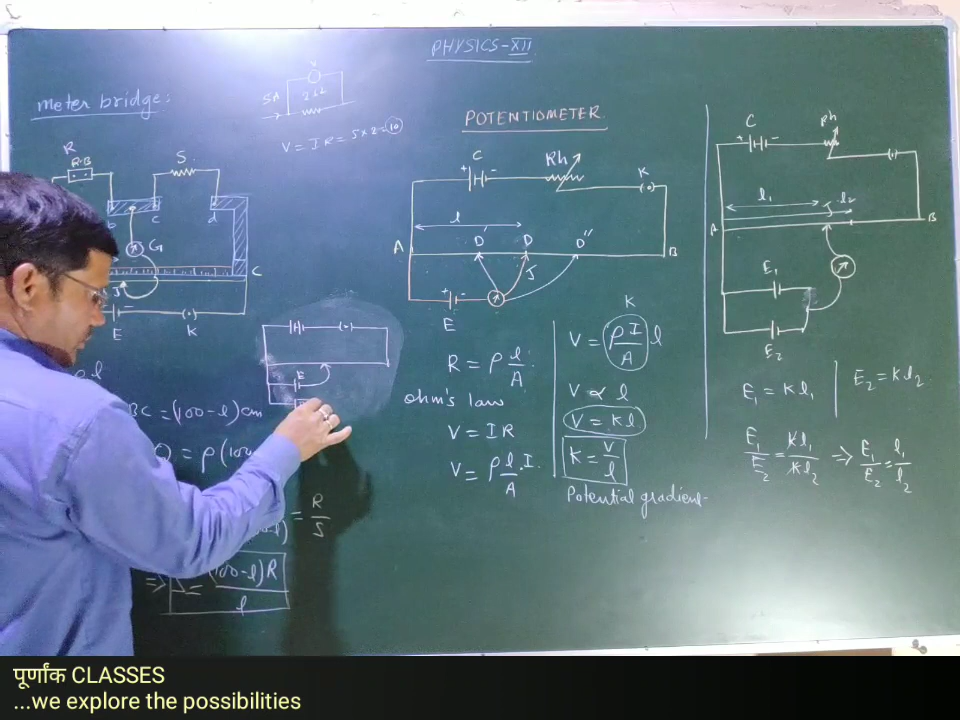 PHYSICS-XII
meter bridge:
V
5A
2Ω
V = IR = 5 x 2 = 10
R
R.B
S
b
c
d
G
C
J
E
K
BC = (100-l) cm
= ρ(100
= R/S
⇒ S = (100-l)R/l
E
POTENTIOMETER
C
+
-
Rh
K
l
A
D'
D
D''
B
J
E
R = ρ l/A
ohm's law
V = IR
V = ρ l/A . I
K
V = ρI/A l
V ∝ l
V = Kl
K = V/l
Potential gradient
C
+
-
Rh
l₁
J
l₂
A
B
E₁
E₂
E₁ = Kl₁
E₂ = Kl₂
E₁/E₂ = Kl₁/Kl₂ ⇒ E₁/E₂ = l₁/l₂
पूर्णांक CLASSES
...we explore the possibilities